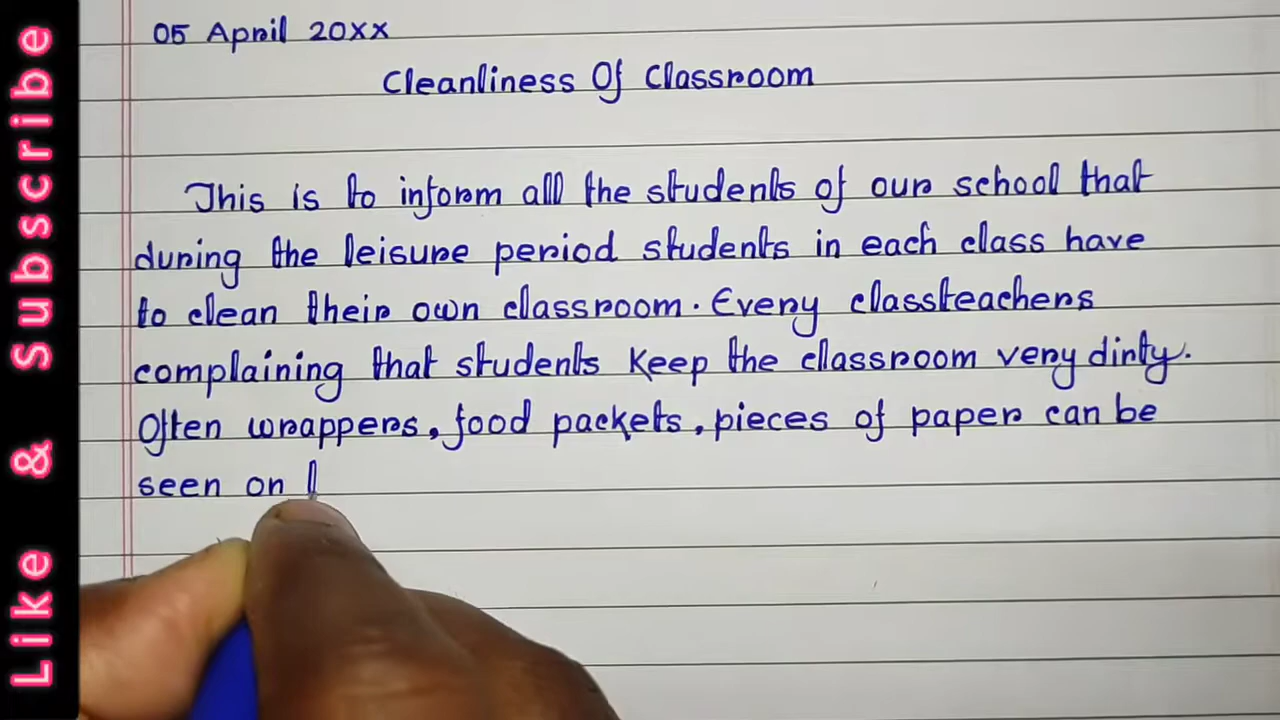 05 April 20XX
Cleanliness Of Classroom
This is to inform all the students of our school that
during the leisure period students in each class have
to clean their own classroom. Every classteachers
complaining that students keep the classroom very dirty.
Often wrappers, food packets, pieces of paper can be
seen on
Like & Subscribe